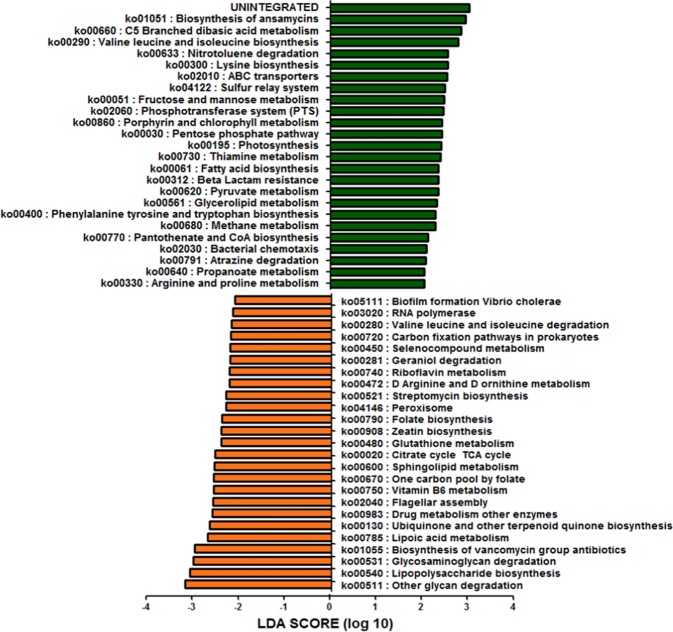 UNINTEGRATED
ko01051 : Biosynthesis of ansamycins
ko00660 : C5 Branched dibasic acid metabolism
ko00290 : Valine leucine and isoleucine biosynthesis
ko00633 : Nitrotoluene degradation
ko00300 : Lysine biosynthesis
ko02010 : ABC transporters
ko04122 : Sulfur relay system
ko00051 : Fructose and mannose metabolism
ko02060 : Phosphotransferase system (PTS)
ko00860 : Porphyrin and chlorophyll metabolism
ko00030 : Pentose phosphate pathway
ko00195 : Photosynthesis
ko00730 : Thiamine metabolism
ko00061 : Fatty acid biosynthesis
ko00312 : Beta Lactam resistance
ko00620 : Pyruvate metabolism
ko00561 : Glycerolipid metabolism
ko00400 : Phenylalanine tyrosine and tryptophan biosynthesis
ko00680 : Methane metabolism
ko00770 : Pantothenate and CoA biosynthesis
ko02030 : Bacterial chemotaxis
ko00791 : Atrazine degradation
ko00640 : Propanoate metabolism
ko00330 : Arginine and proline metabolism
ko05111 : Biofilm formation Vibrio cholerae
ko03020 : RNA polymerase
ko00280 : Valine leucine and isoleucine degradation
ko00720 : Carbon fixation pathways in prokaryotes
ko00450 : Selenocompound metabolism
ko00281 : Geraniol degradation
ko00740 : Riboflavin metabolism
ko00472 : D Arginine and D ornithine metabolism
ko00521 : Streptomycin biosynthesis
ko04146 : Peroxisome
ko00790 : Folate biosynthesis
ko00908 : Zeatin biosynthesis
ko00480 : Glutathione metabolism
ko00020 : Citrate cycle TCA cycle
ko00600 : Sphingolipid metabolism
ko00670 : One carbon pool by folate
ko00750 : Vitamin B6 metabolism
ko02040 : Flagellar assembly
ko00983 : Drug metabolism other enzymes
ko00130 : Ubiquinone and other terpenoid quinone biosynthesis
ko00785 : Lipoic acid metabolism
ko01055 : Biosynthesis of vancomycin group antibiotics
ko00531 : Glycosaminoglycan degradation
ko00540 : Lipopolysaccharide biosynthesis
ko00511 : Other glycan degradation
-4 -3 -2 -1 0 1 2 3 4
LDA SCORE (log 10)